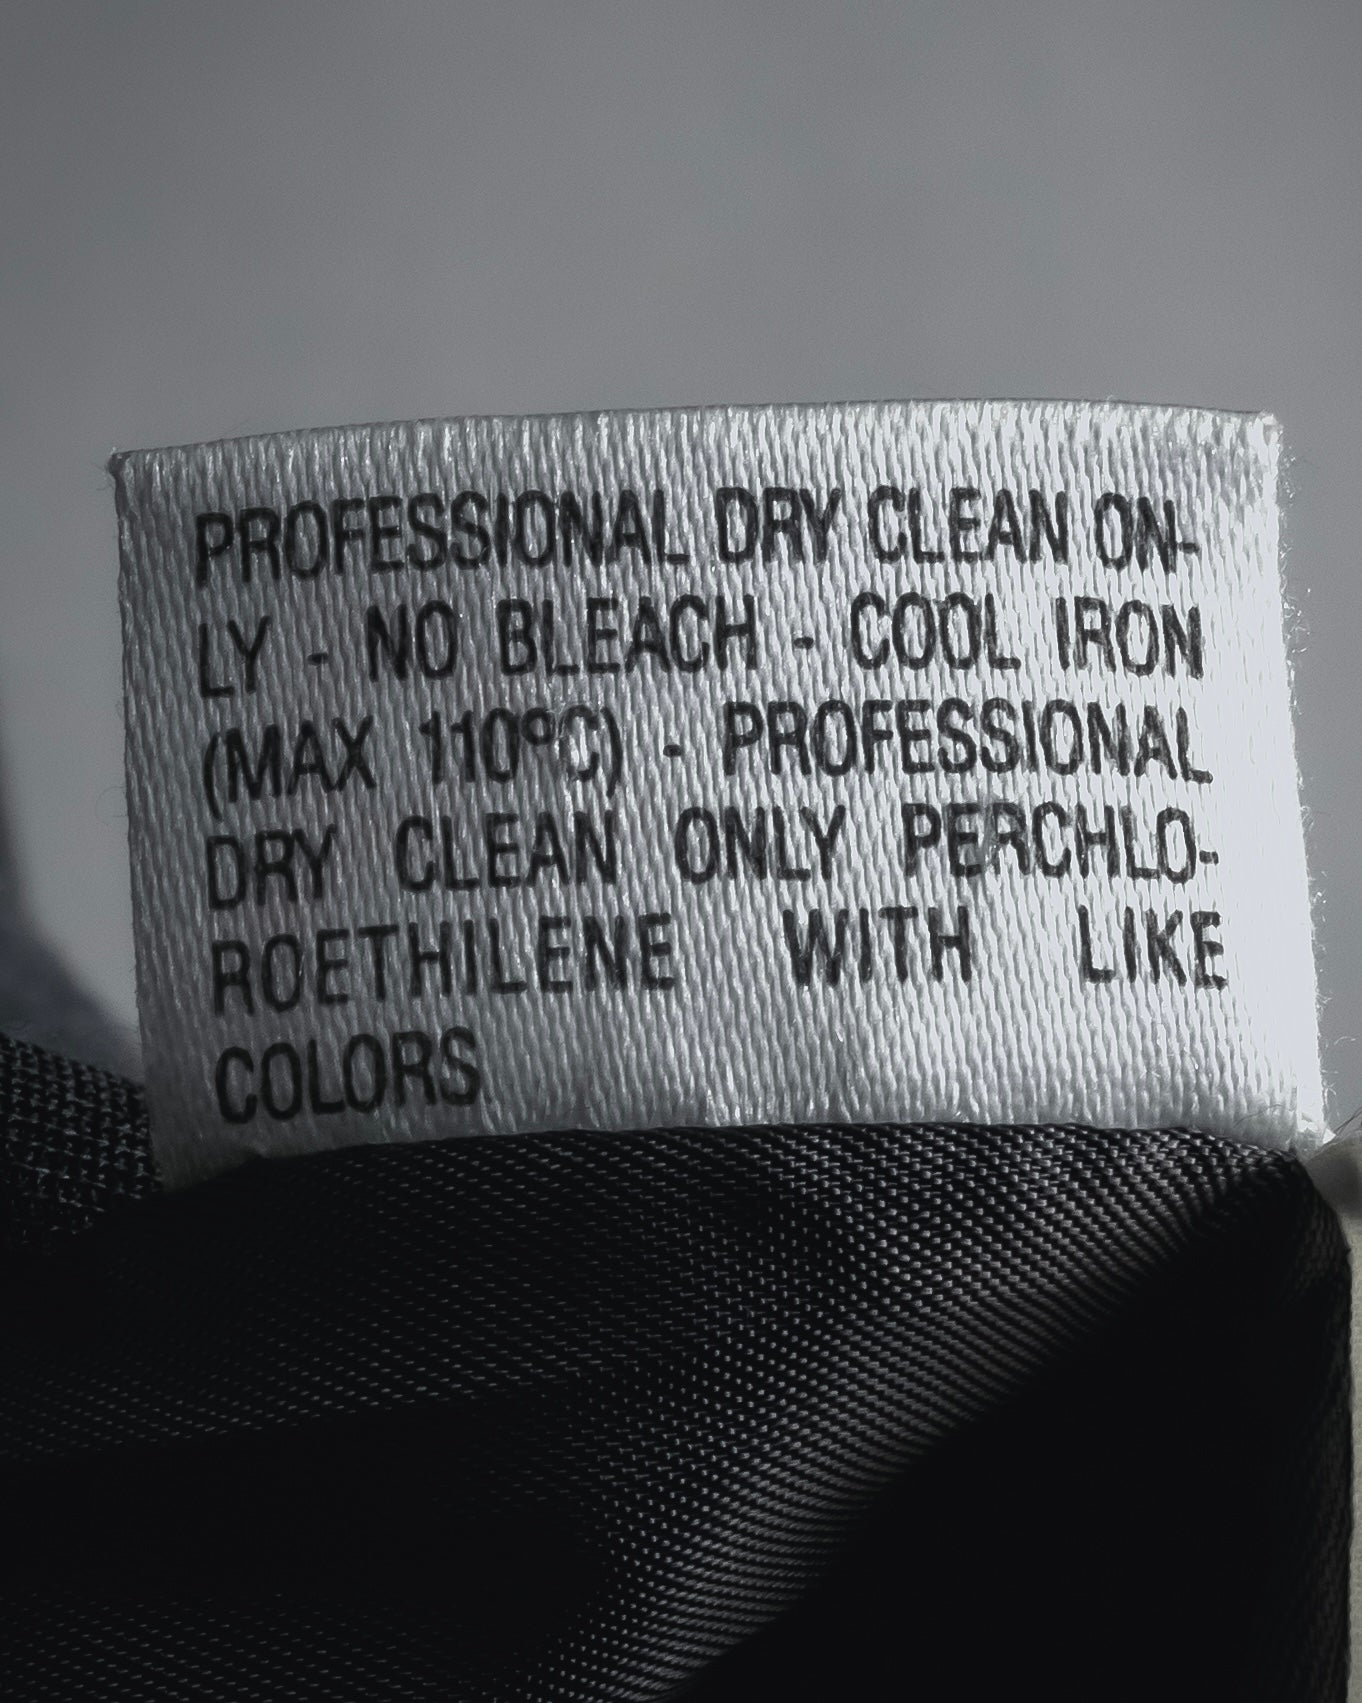 PROFESSIONAL DRY CLEAN ON-
LY - NO BLEACH - COOL IRON
(MAX 110ºC) - PROFESSIONAL
DRY CLEAN ONLY PERCHLO-
ROETHILENE WITH LIKE
COLORS